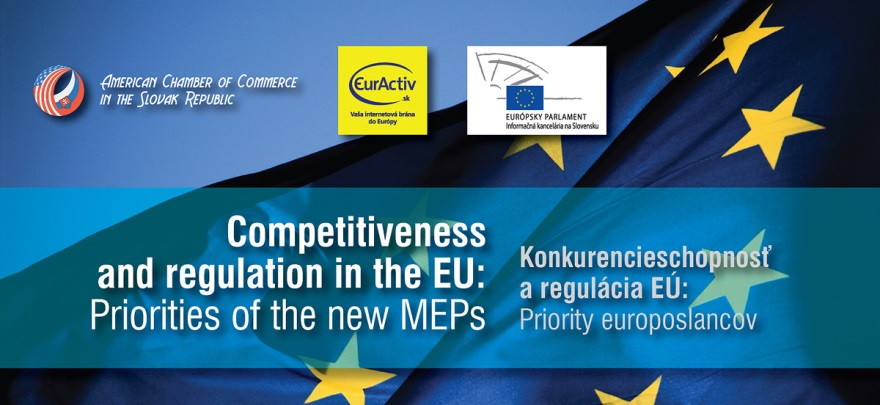 American Chamber of Commerce
in the Slovak Republic
EurActiv
.sk
Vaša internetová brána
do Európy
EURÓPSKY PARLAMENT
Informačná kancelária na Slovensku
Competitiveness
and regulation in the EU:
Priorities of the new MEPs
Konkurencieschopnosť
a regulácia EÚ:
Priority europoslancov